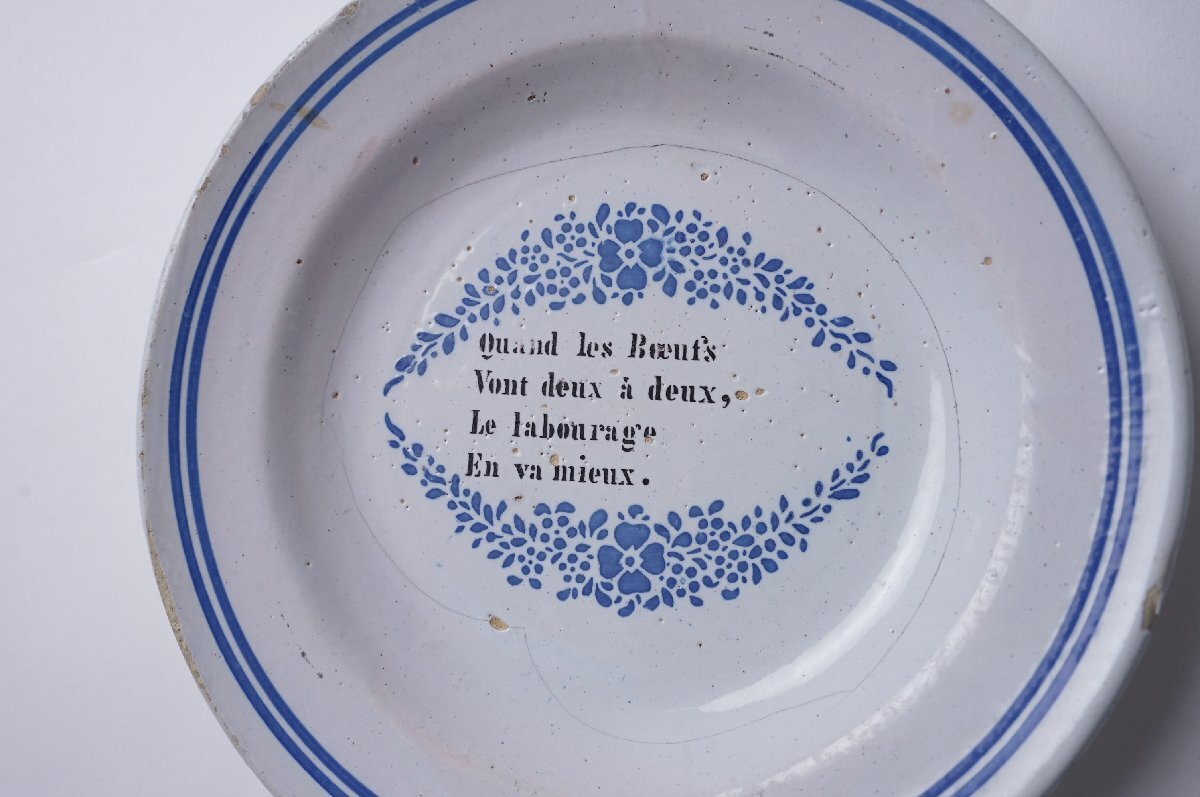 Quand les Bœufs
Vont deux à deux,
Le labourage
En va mieux.